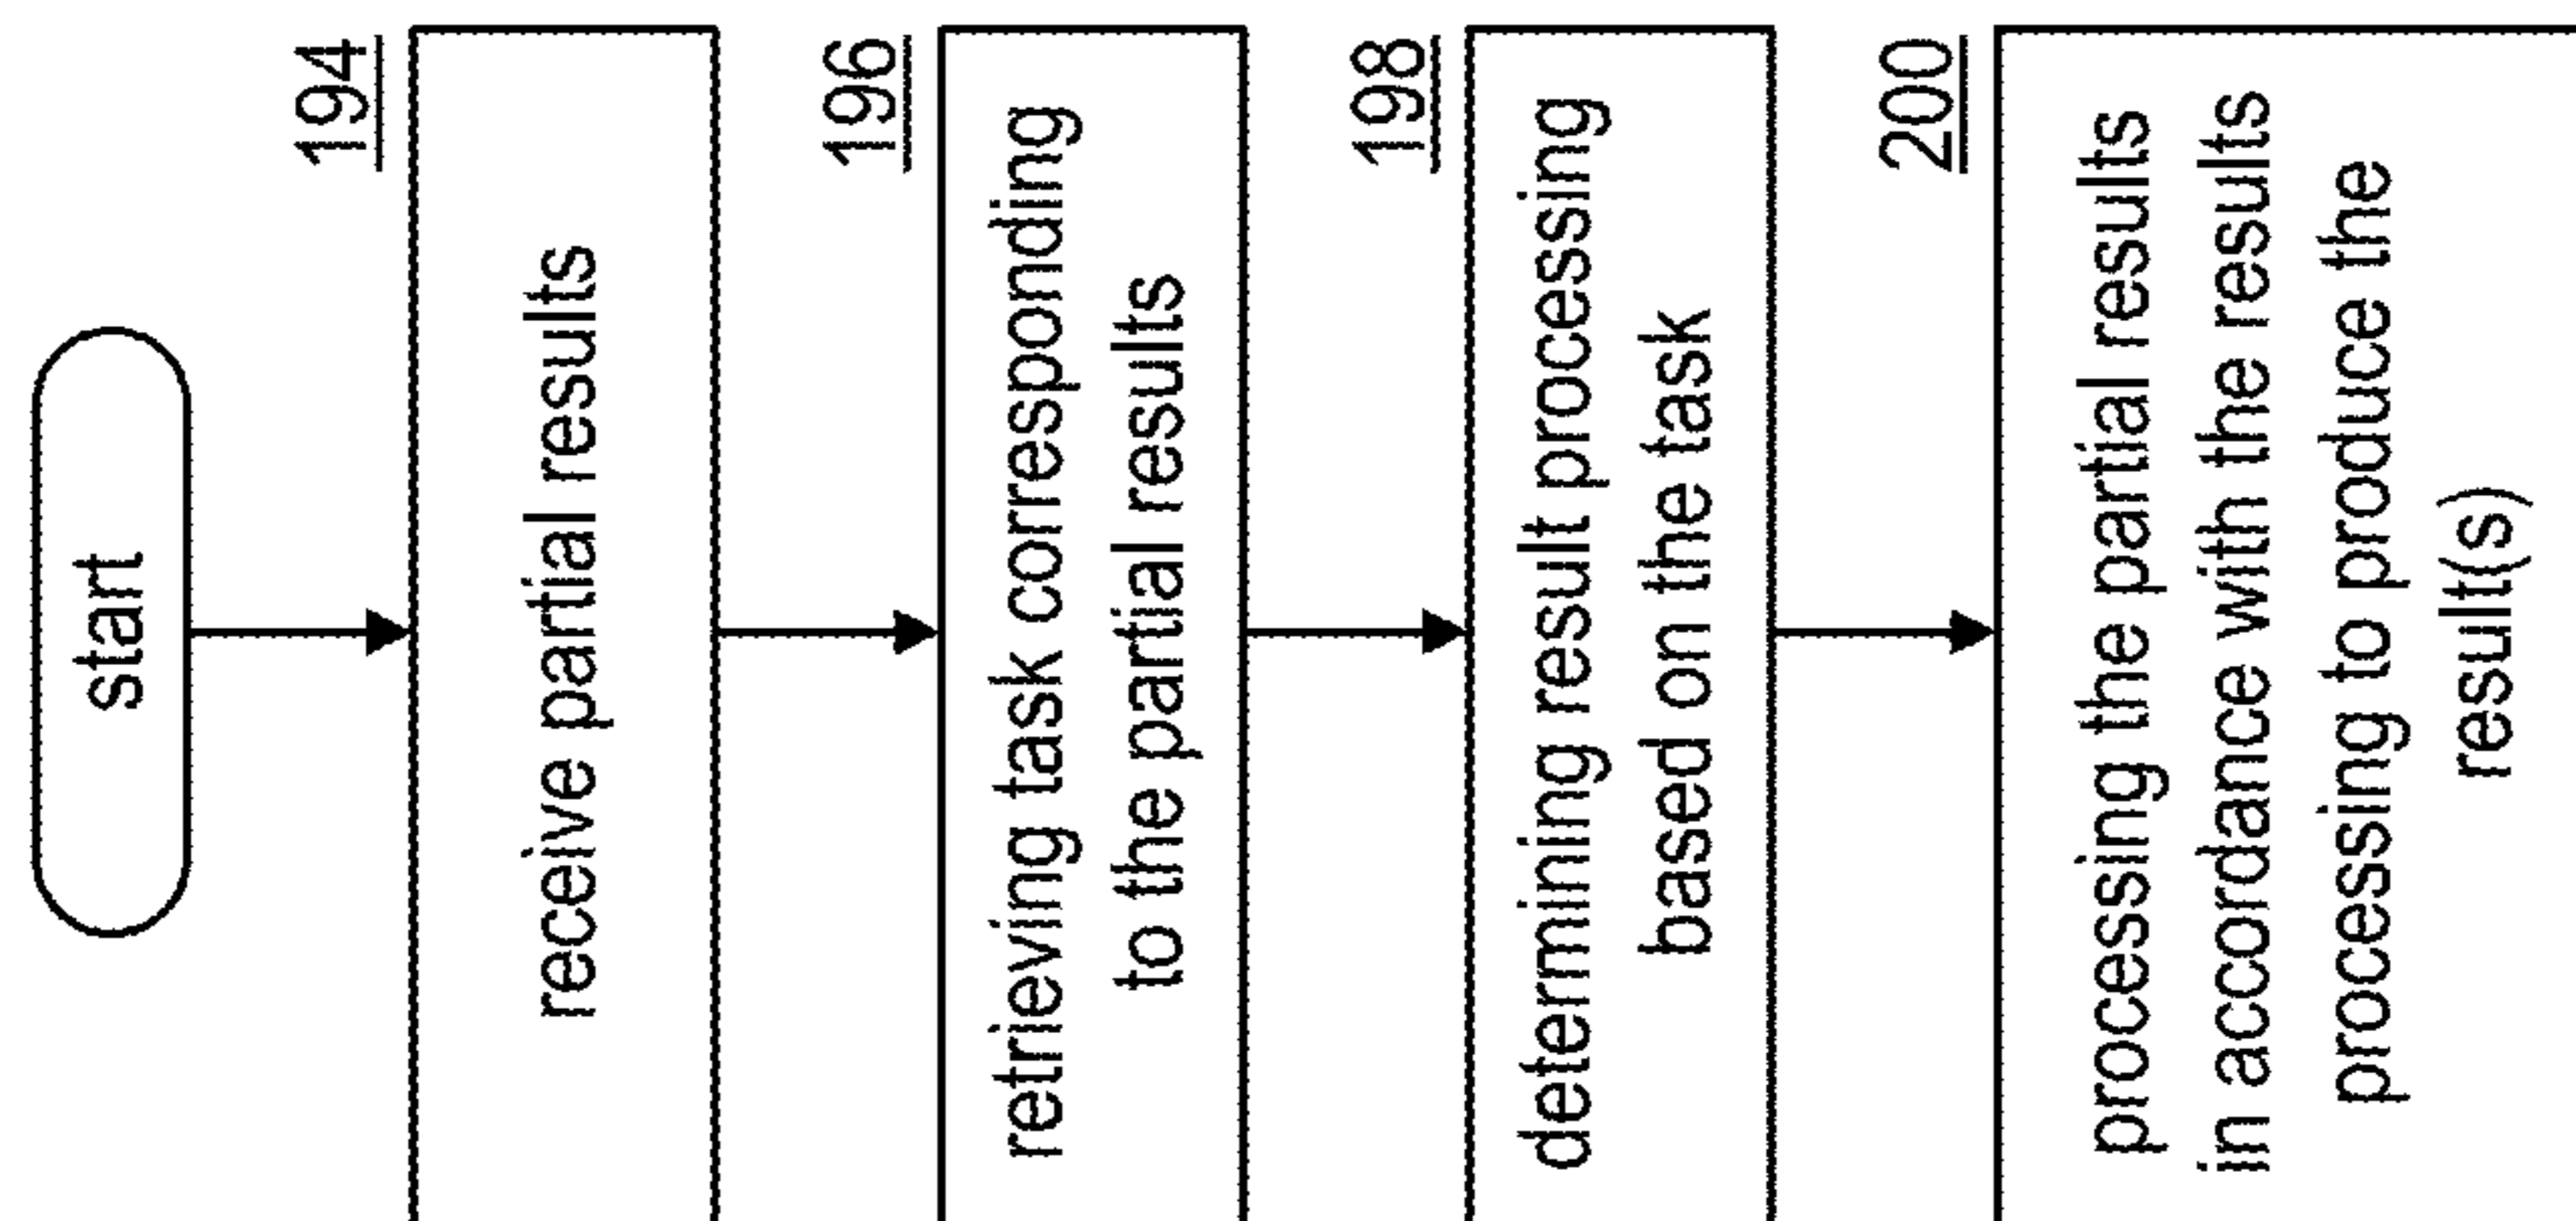 start
194
receive partial results
196
retrieving task corresponding
to the partial results
198
determining result processing
based on the task
200
processing the partial results
in accordance with the results
processing to produce the
result(s)